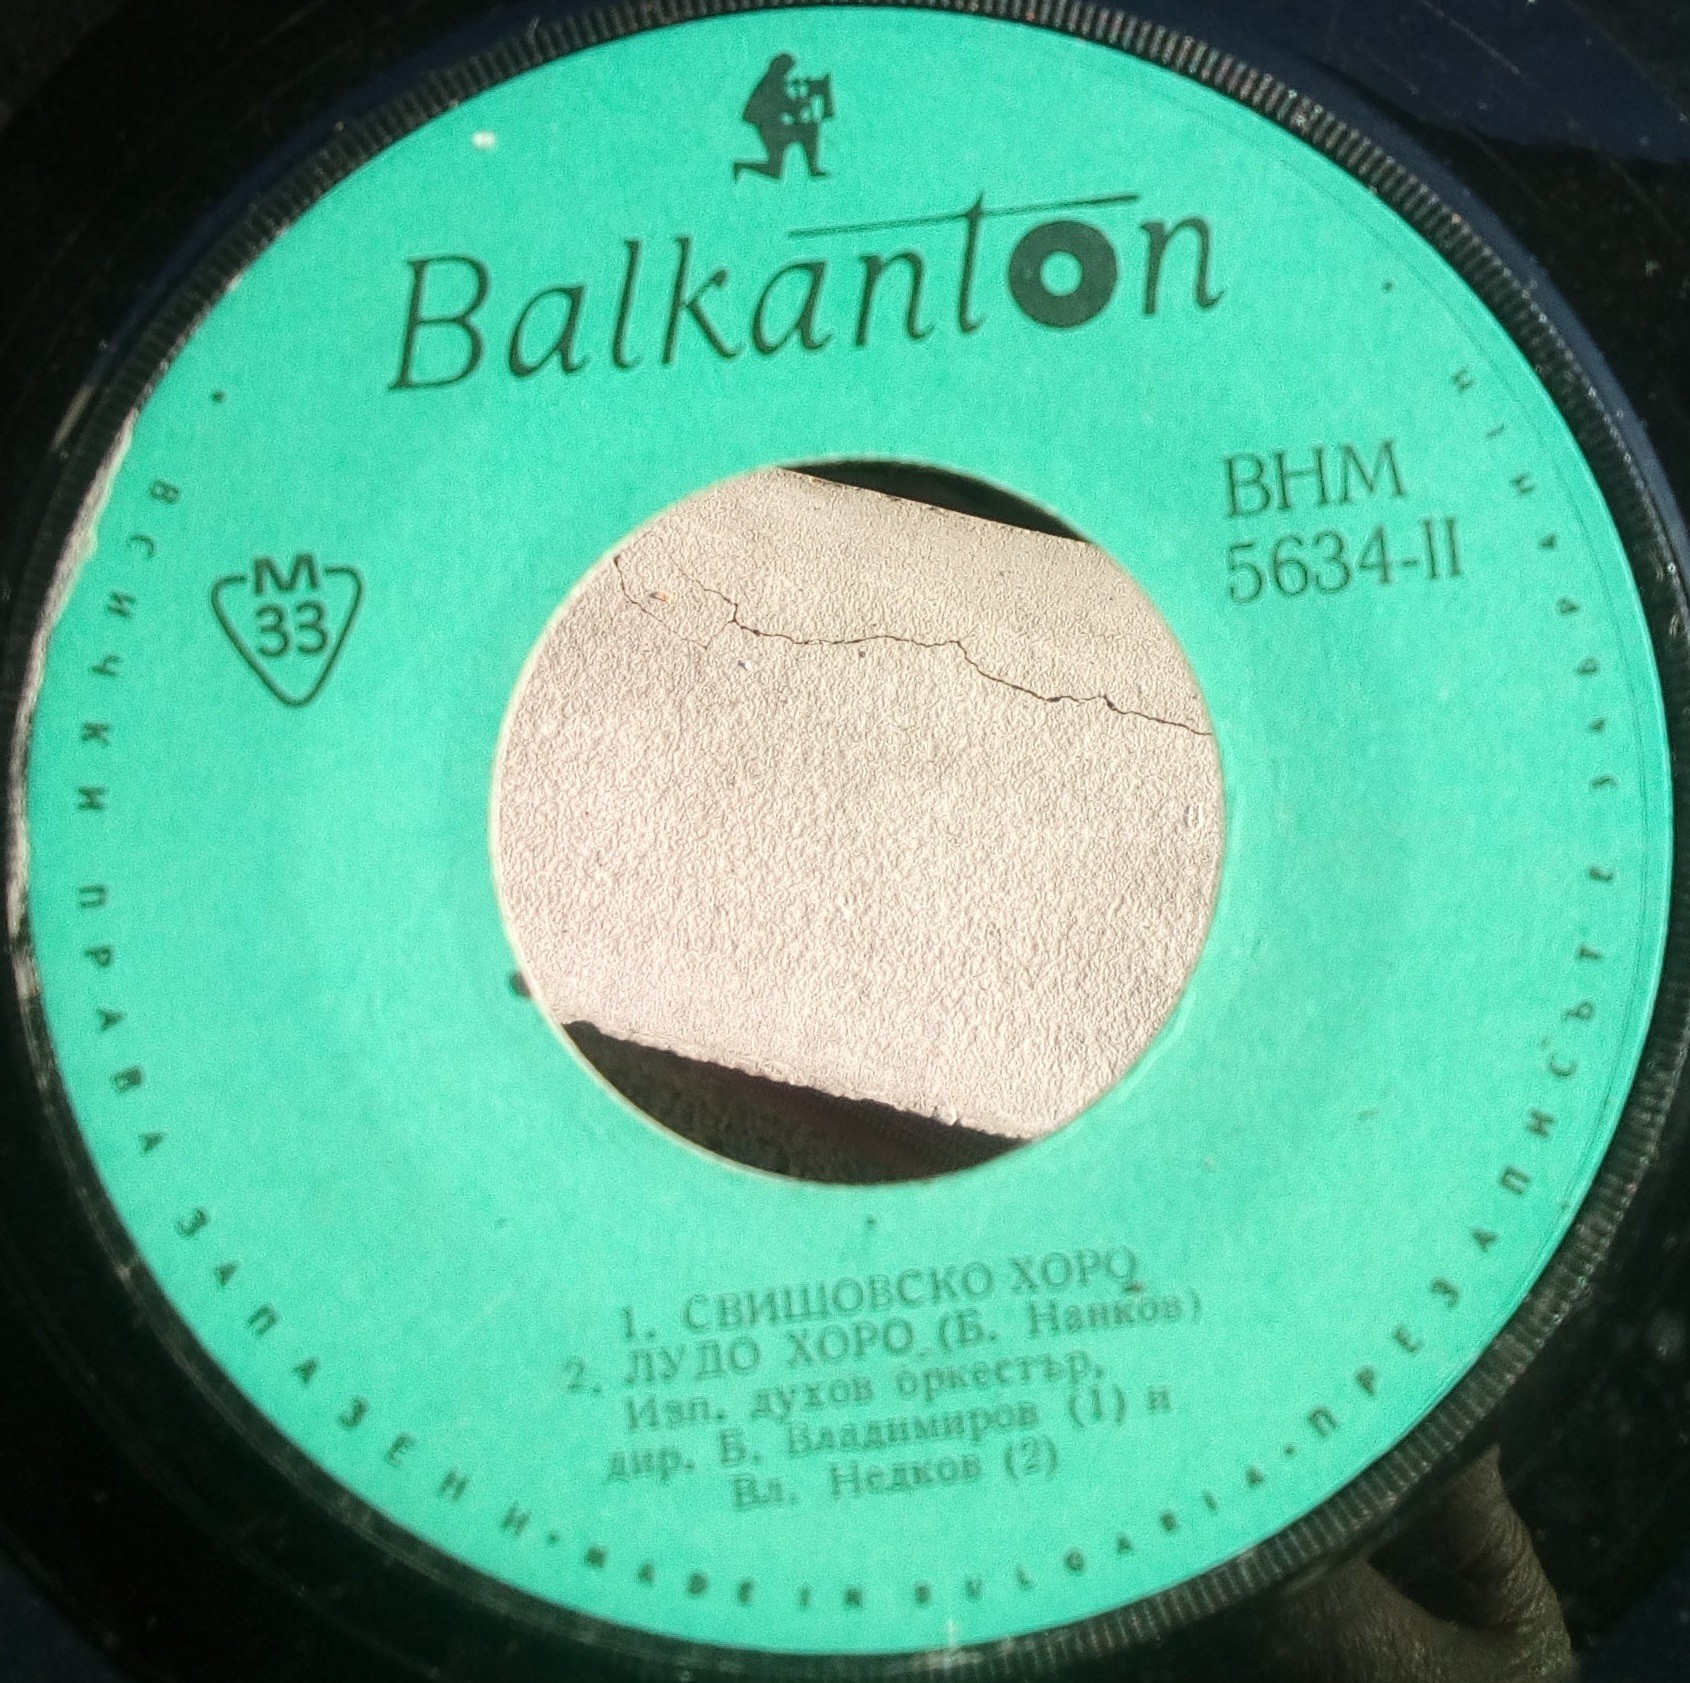 Balkanton
ВНМ
5634-II
M
33
1. СВИЩОВСКО ХОРО
2. ЛУДО ХОРО (Б. Нанков)
Изп. духов оркестър,
дир. Б. Владимиров (1) и
Вл. Недков (2)
ВСИЧКИ ПРАВА ЗАПАЗЕНИ • MADE IN BULGARIA • ПРЕЗАПИСЪТ Е ЗАБРАНЕН